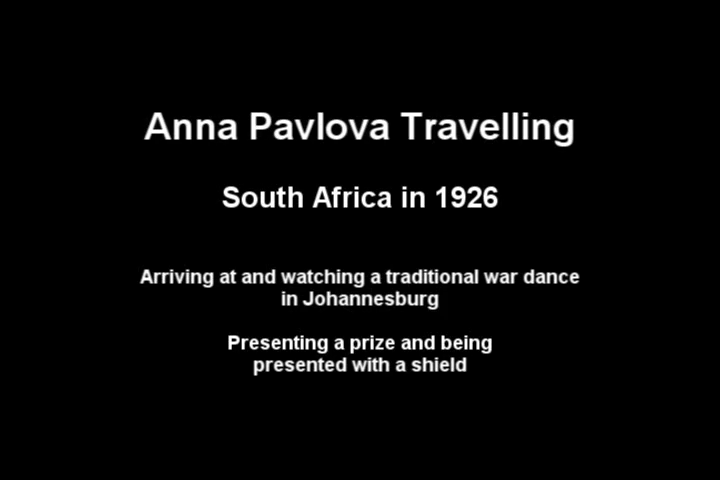 Anna Pavlova Travelling
South Africa in 1926
Arriving at and watching a traditional war dance
in Johannesburg
Presenting a prize and being
presented with a shield